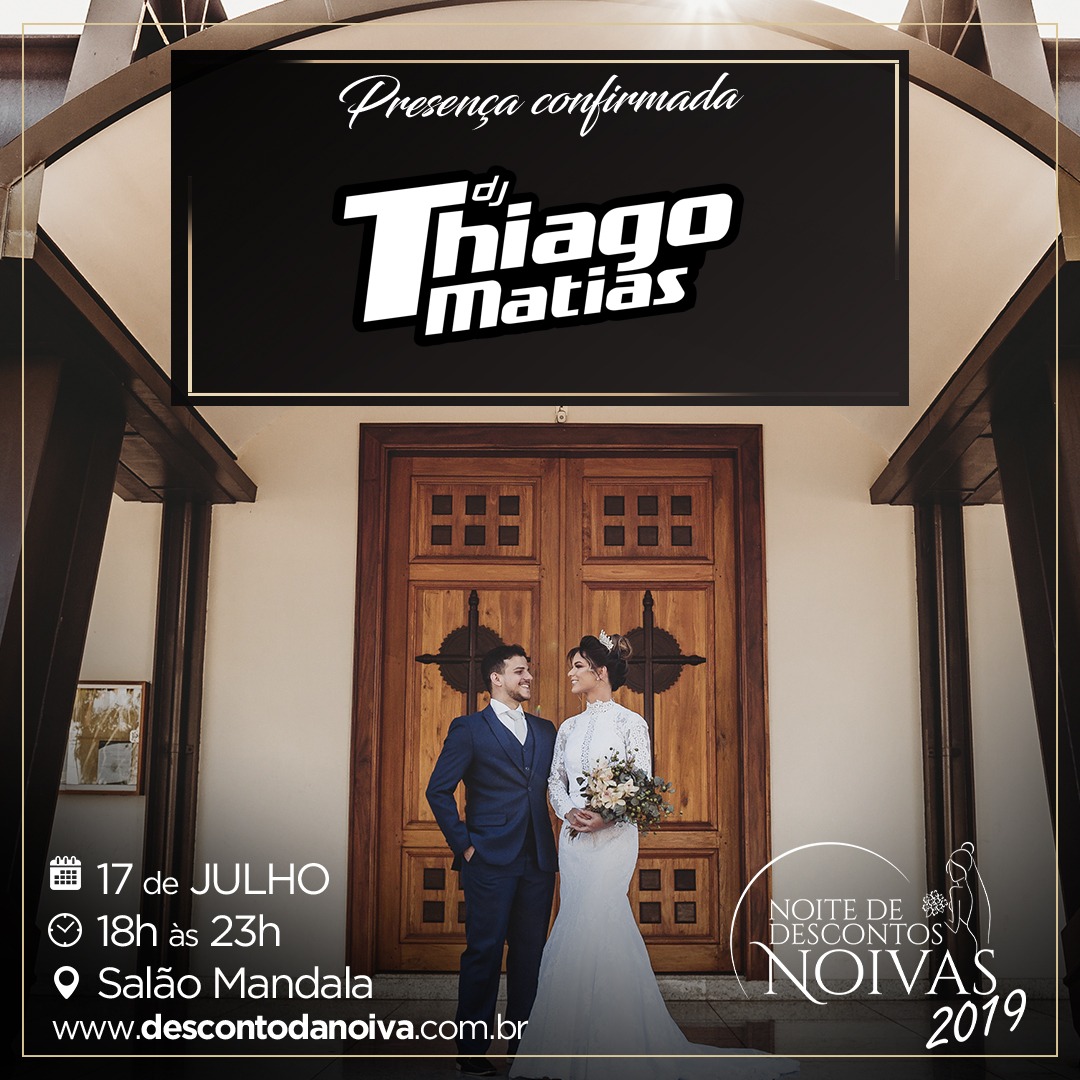 Presença confirmada
dj
Thiago
Matias
17 de JULHO
18h às 23h
Salão Mandala
www.descontodanoiva.com.br
NOITE DE
DESCONTOS
NOIVAS
2019